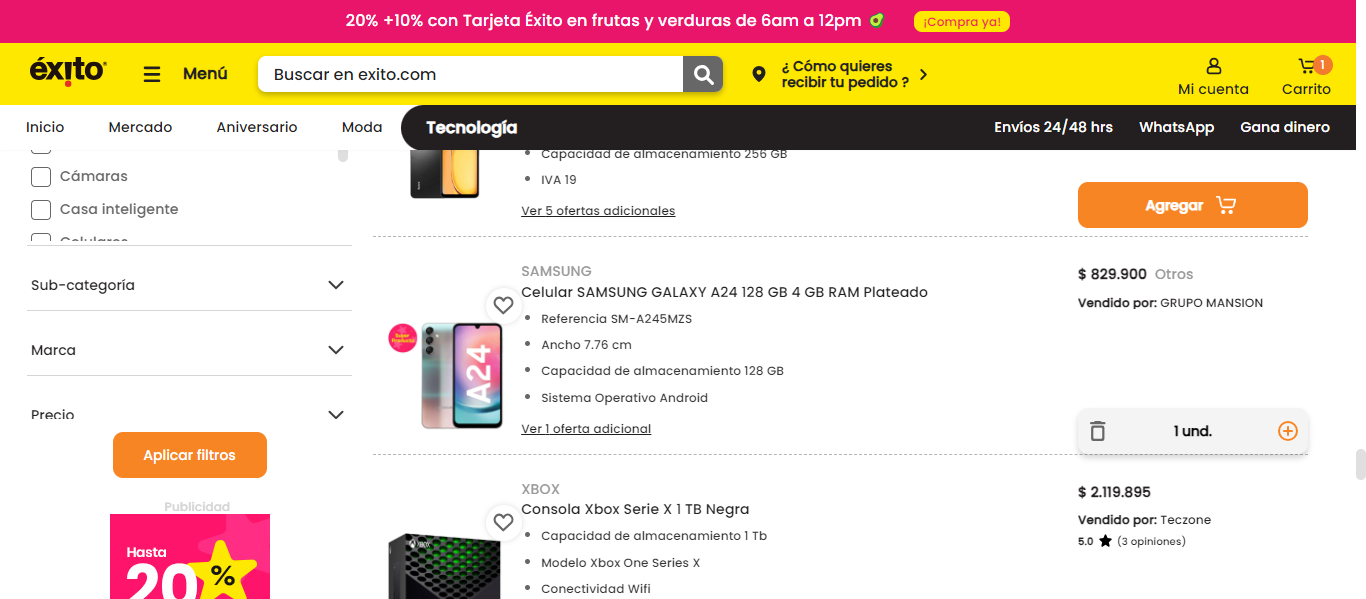 20% +10% con Tarjeta Éxito en frutas y verduras de 6am a 12pm
¡Compra ya!
éxito
Menú
Buscar en exito.com
¿ Cómo quieres
recibir tu pedido ?
Mi cuenta
1
Carrito
Inicio
Mercado
Aniversario
Moda
Tecnología
Envíos 24/48 hrs
WhatsApp
Gana dinero
Cámaras
Casa inteligente
Celulares
Sub-categoría
Marca
Precio
Aplicar filtros
Publicidad
Hasta
20%
Capacidad de almacenamiento 256 GB
IVA 19
Ver 5 ofertas adicionales
Agregar
SAMSUNG
Celular SAMSUNG GALAXY A24 128 GB 4 GB RAM Plateado
Referencia SM-A245MZS
Ancho 7.76 cm
Capacidad de almacenamiento 128 GB
Sistema Operativo Android
Ver 1 oferta adicional
A24
$ 829.900 Otros
Vendido por: GRUPO MANSION
1 und.
XBOX
Consola Xbox Serie X 1 TB Negra
Capacidad de almacenamiento 1 Tb
Modelo Xbox One Series X
Conectividad Wifi
XBOX
$ 2.119.895
Vendido por: Teczone
5.0 (3 opiniones)